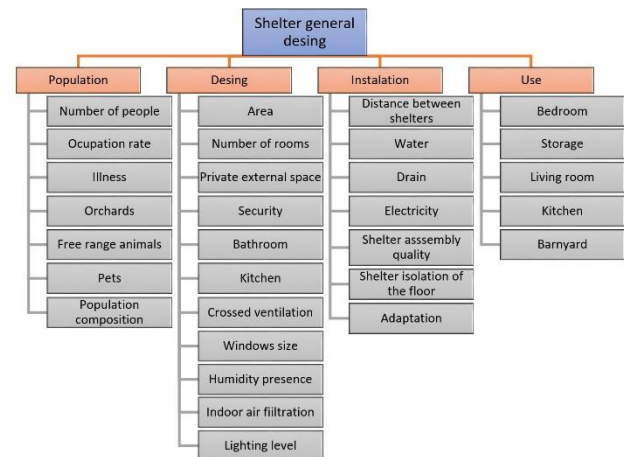 Shelter general
desing
Population
Number of people
Ocupation rate
Illness
Orchards
Free range animals
Pets
Population
composition
Desing
Area
Number of rooms
Private external space
Security
Bathroom
Kitchen
Crossed ventilation
Windows size
Humidity presence
Indoor air fiiltration
Lighting level
Instalation
Distance between
shelters
Water
Drain
Electricity
Shelter asssembly
quality
Shelter isolation of
the floor
Adaptation
Use
Bedroom
Storage
Living room
Kitchen
Barnyard